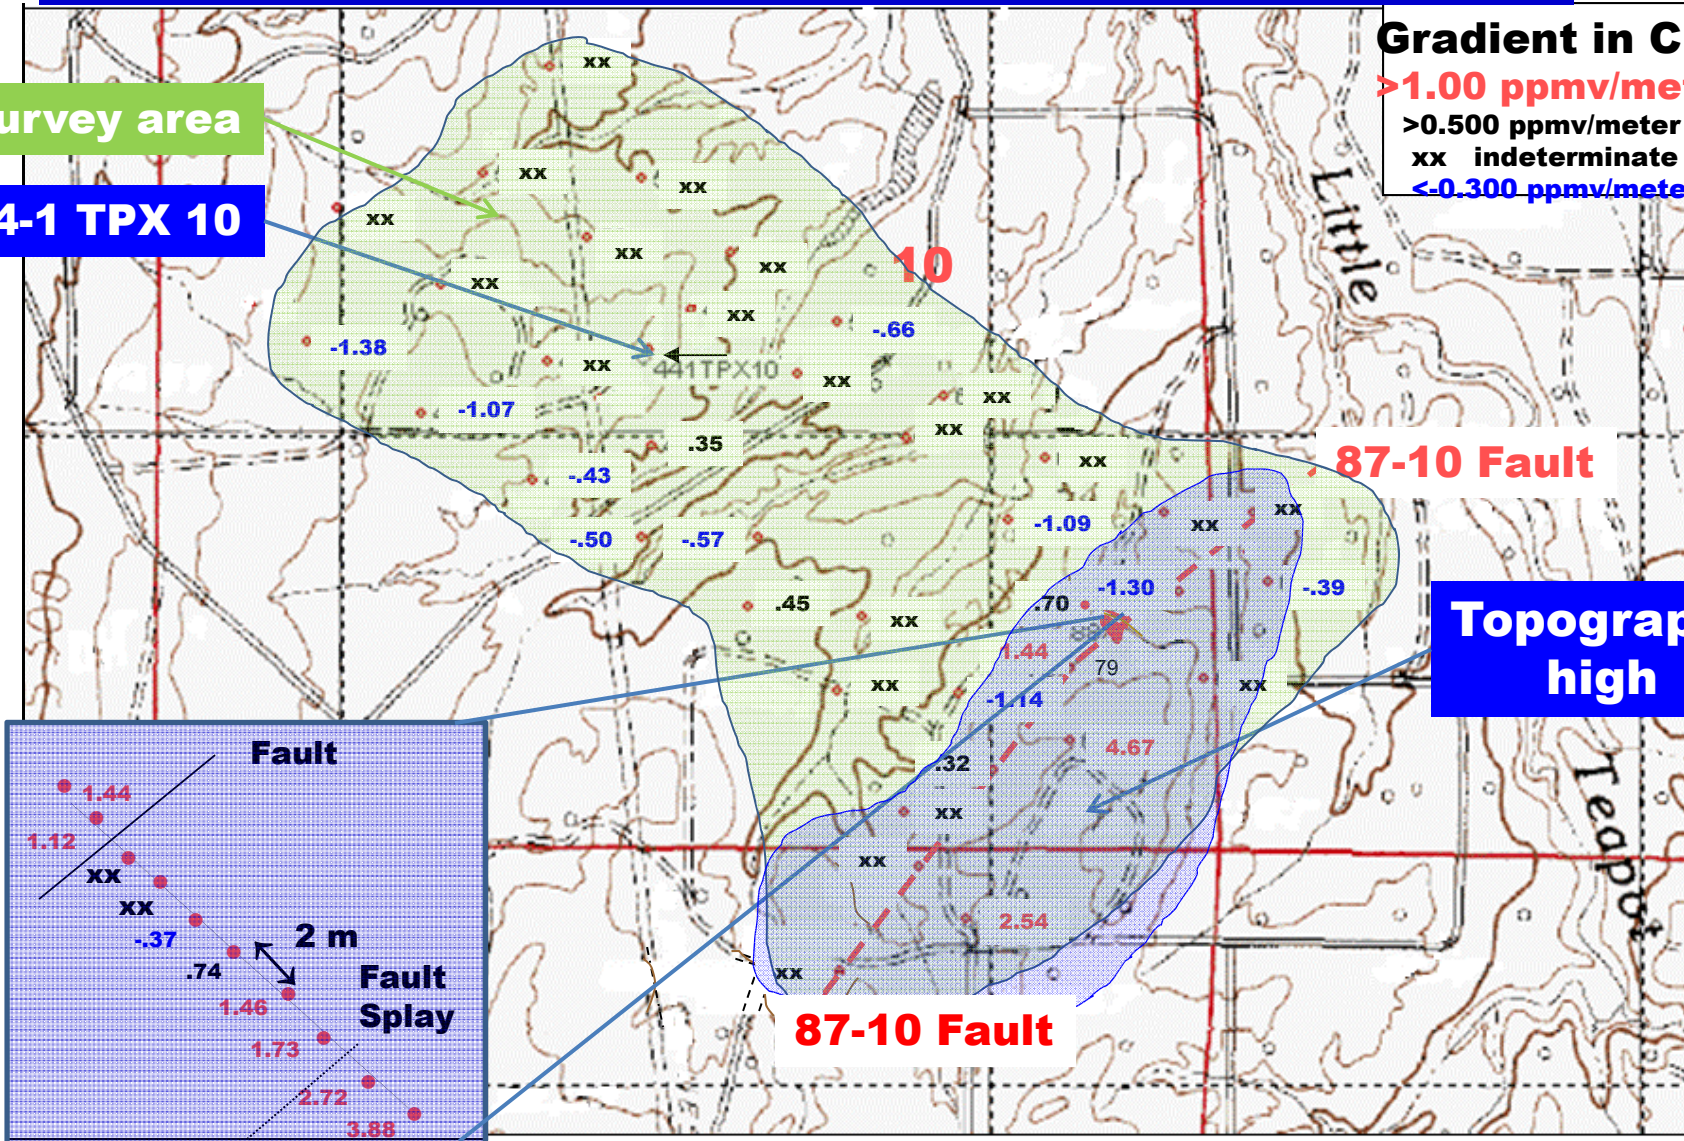 Gradient in C
>1.00 ppmv/me
>0.500 ppmv/meter
xx indeterminate
<-0.300 ppmv/mete
urvey area
4-1 TPX 10
xx
xx
xx
xx
xx
xx
xx
10
xx
xx
-.66
-1.38
xx
441TPX10
xx
xx
-1.07
xx
.35
xx
87-10 Fault
-.43
xx
xx
-1.09
xx
-.50
-.57
-1.30
-.39
.45
.70
xx
1.44
79
xx
-1.14
xx
Topograp
high
4.67
.32
xx
xx
2.54
xx
87-10 Fault
Little
Teapot
Fault
1.44
1.12
xx
xx
-.37
2 m
.74
Fault
Splay
1.46
1.73
2.72
3.88